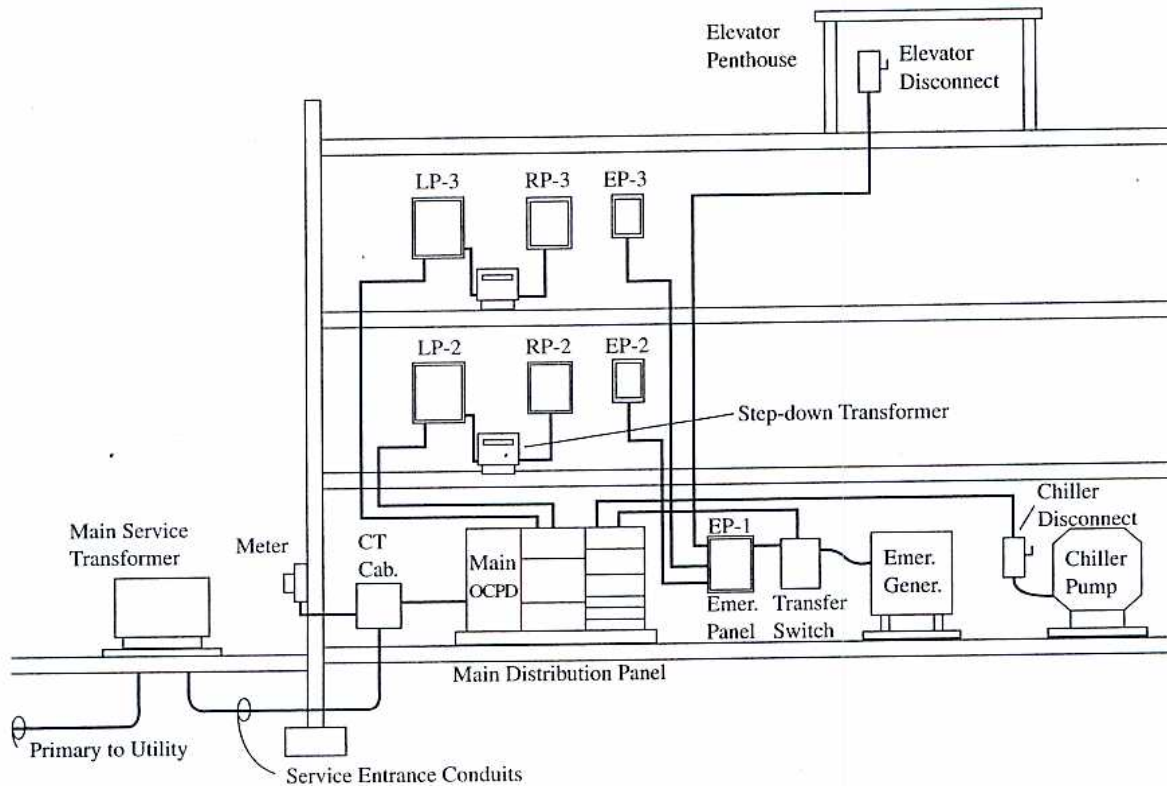 Elevator
Penthouse
Elevator
Disconnect
LP-3
RP-3
EP-3
LP-2
RP-2
EP-2
Step-down Transformer
Main Service
Transformer
Meter
CT
Cab.
Main
OCPD
EP-1
Emer.
Panel
Transfer
Switch
Emer.
Gener.
Chiller
Disconnect
Chiller
Pump
Main Distribution Panel
Primary to Utility
Service Entrance Conduits